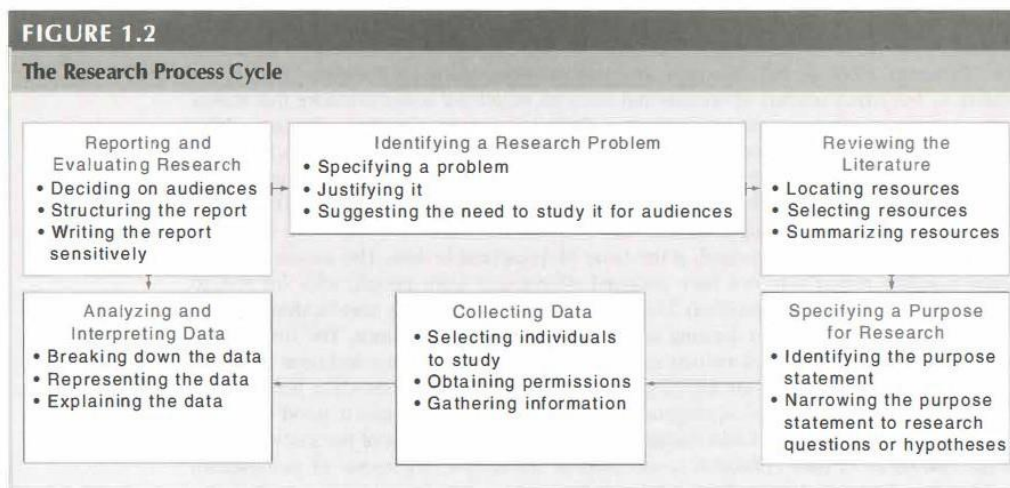 FIGURE 1.2
The Research Process Cycle
Reporting and
Evaluating Research
• Deciding on audiences
• Structuring the report
• Writing the report
sensitively
Identifying a Research Problem
• Specifying a problem
• Justifying it
• Suggesting the need to study it for audiences
Reviewing the
Literature
• Locating resources
• Selecting resources
• Summarizing resources
Analyzing and
Interpreting Data
• Breaking down the data
• Representing the data
• Explaining the data
Collecting Data
• Selecting individuals
to study
• Obtaining permissions
• Gathering information
Specifying a Purpose
for Research
• Identifying the purpose
statement
• Narrowing the purpose
statement to research
questions or hypotheses